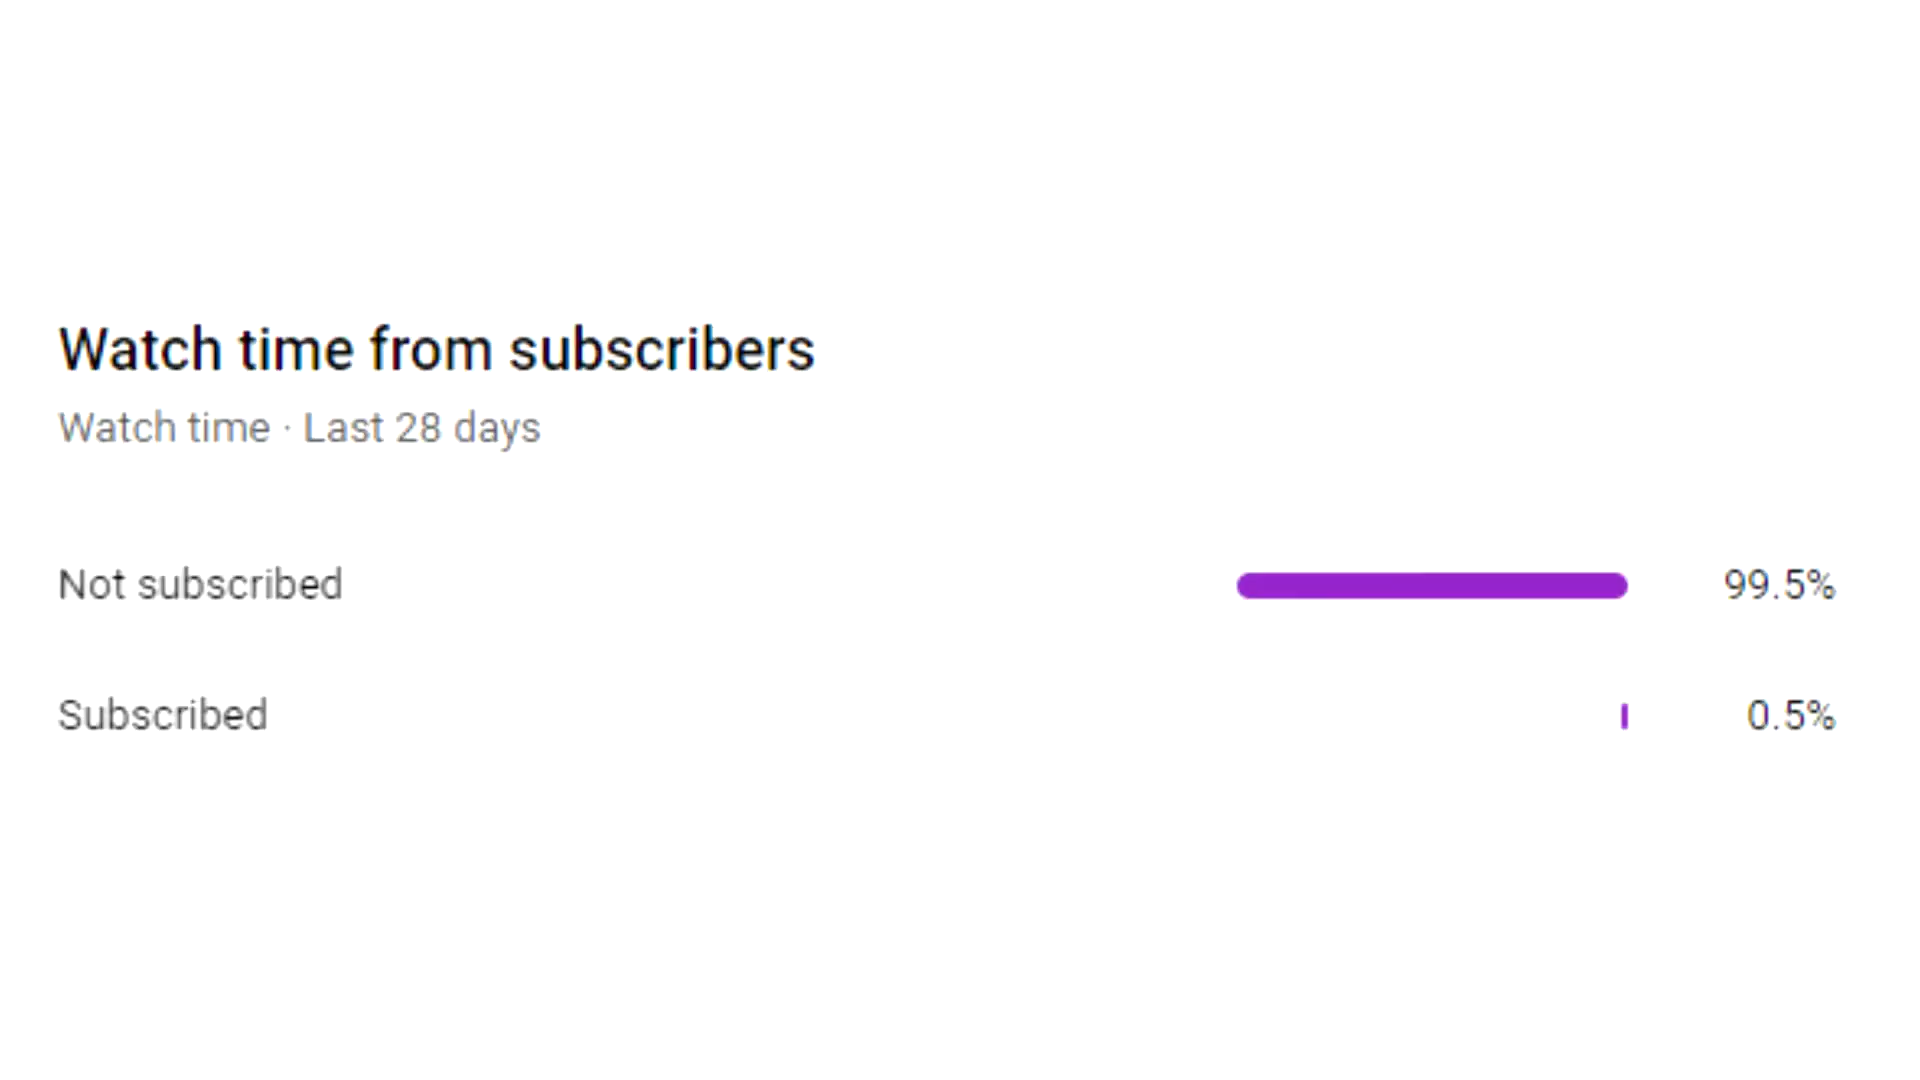 Watch time from subscribers
Watch time · Last 28 days
Not subscribed 99.5%
Subscribed 0.5%